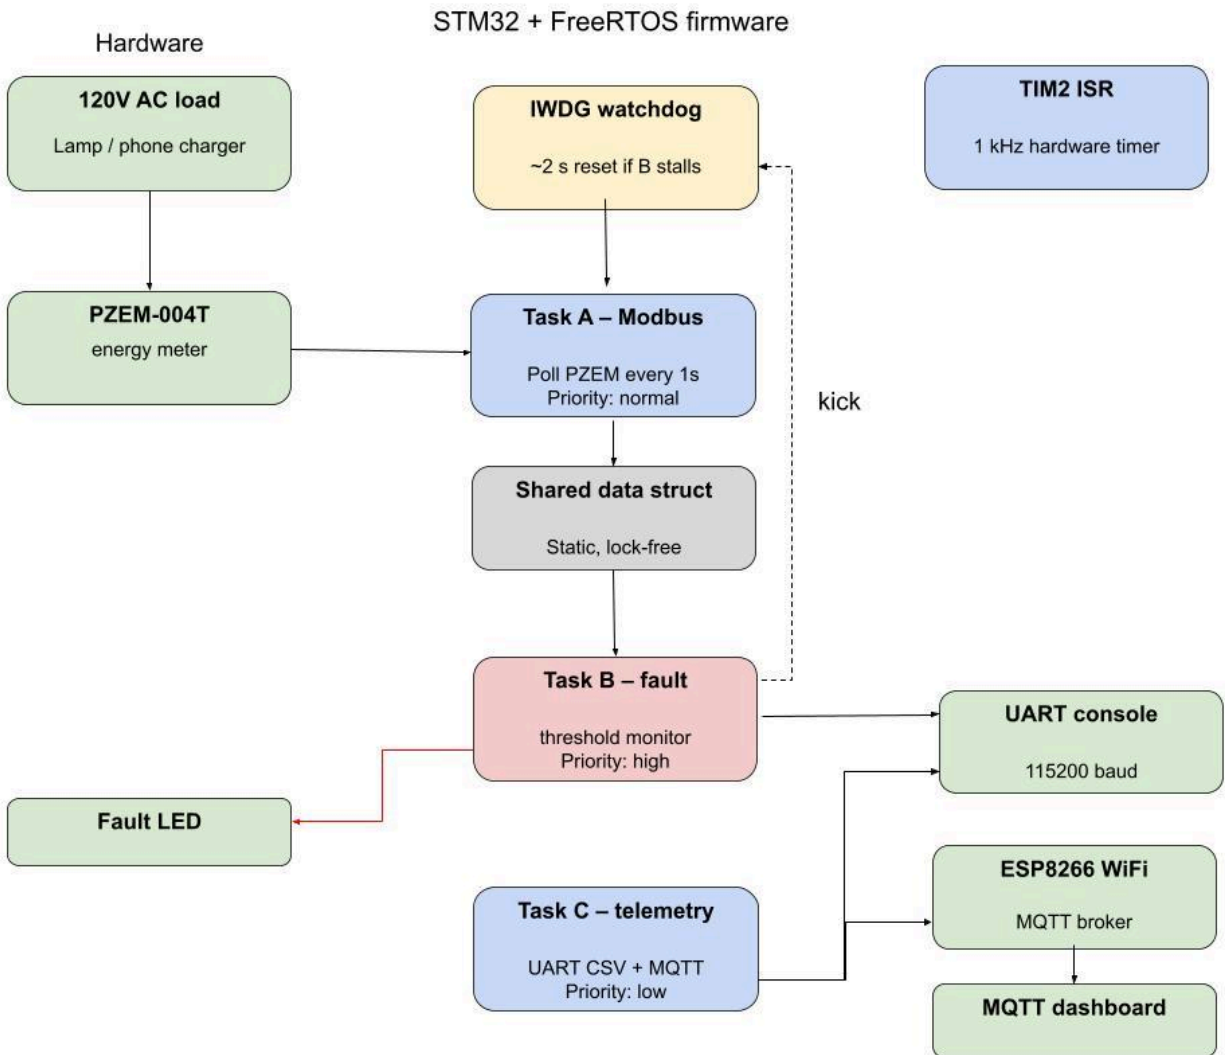 STM32 + FreeRTOS firmware
Hardware
120V AC load
Lamp / phone charger
IWDG watchdog
~2 s reset if B stalls
TIM2 ISR
1 kHz hardware timer
PZEM-004T
energy meter
Task A – Modbus
Poll PZEM every 1s
Priority: normal
kick
Shared data struct
Static, lock-free
Task B – fault
threshold monitor
Priority: high
UART console
115200 baud
Fault LED
Task C – telemetry
UART CSV + MQTT
Priority: low
ESP8266 WiFi
MQTT broker
MQTT dashboard